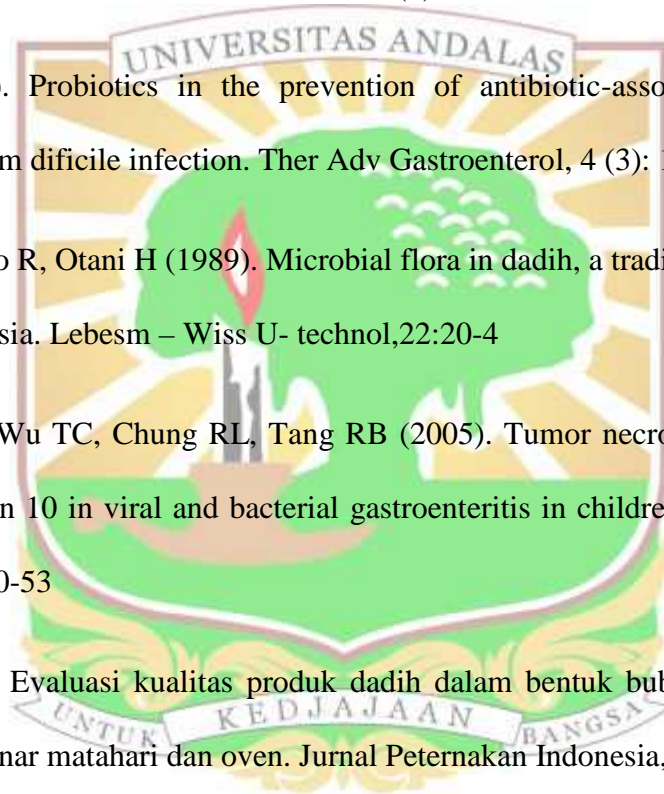 UNIVERSITAS ANDALAS
). Probiotics in the prevention of antibiotic-asso
m dificile infection. Ther Adv Gastroenterol, 4 (3): 1
o R, Otani H (1989). Microbial flora in dadih, a tradi
sia. Lebesm – Wiss U- technol,22:20-4
Wu TC, Chung RL, Tang RB (2005). Tumor necro
n 10 in viral and bacterial gastroenteritis in childre
0-53
Evaluasi kualitas produk dadih dalam bentuk bub
nar matahari dan oven. Jurnal Peternakan Indonesia,
UNTUK KEDJAJAAN BANGSA